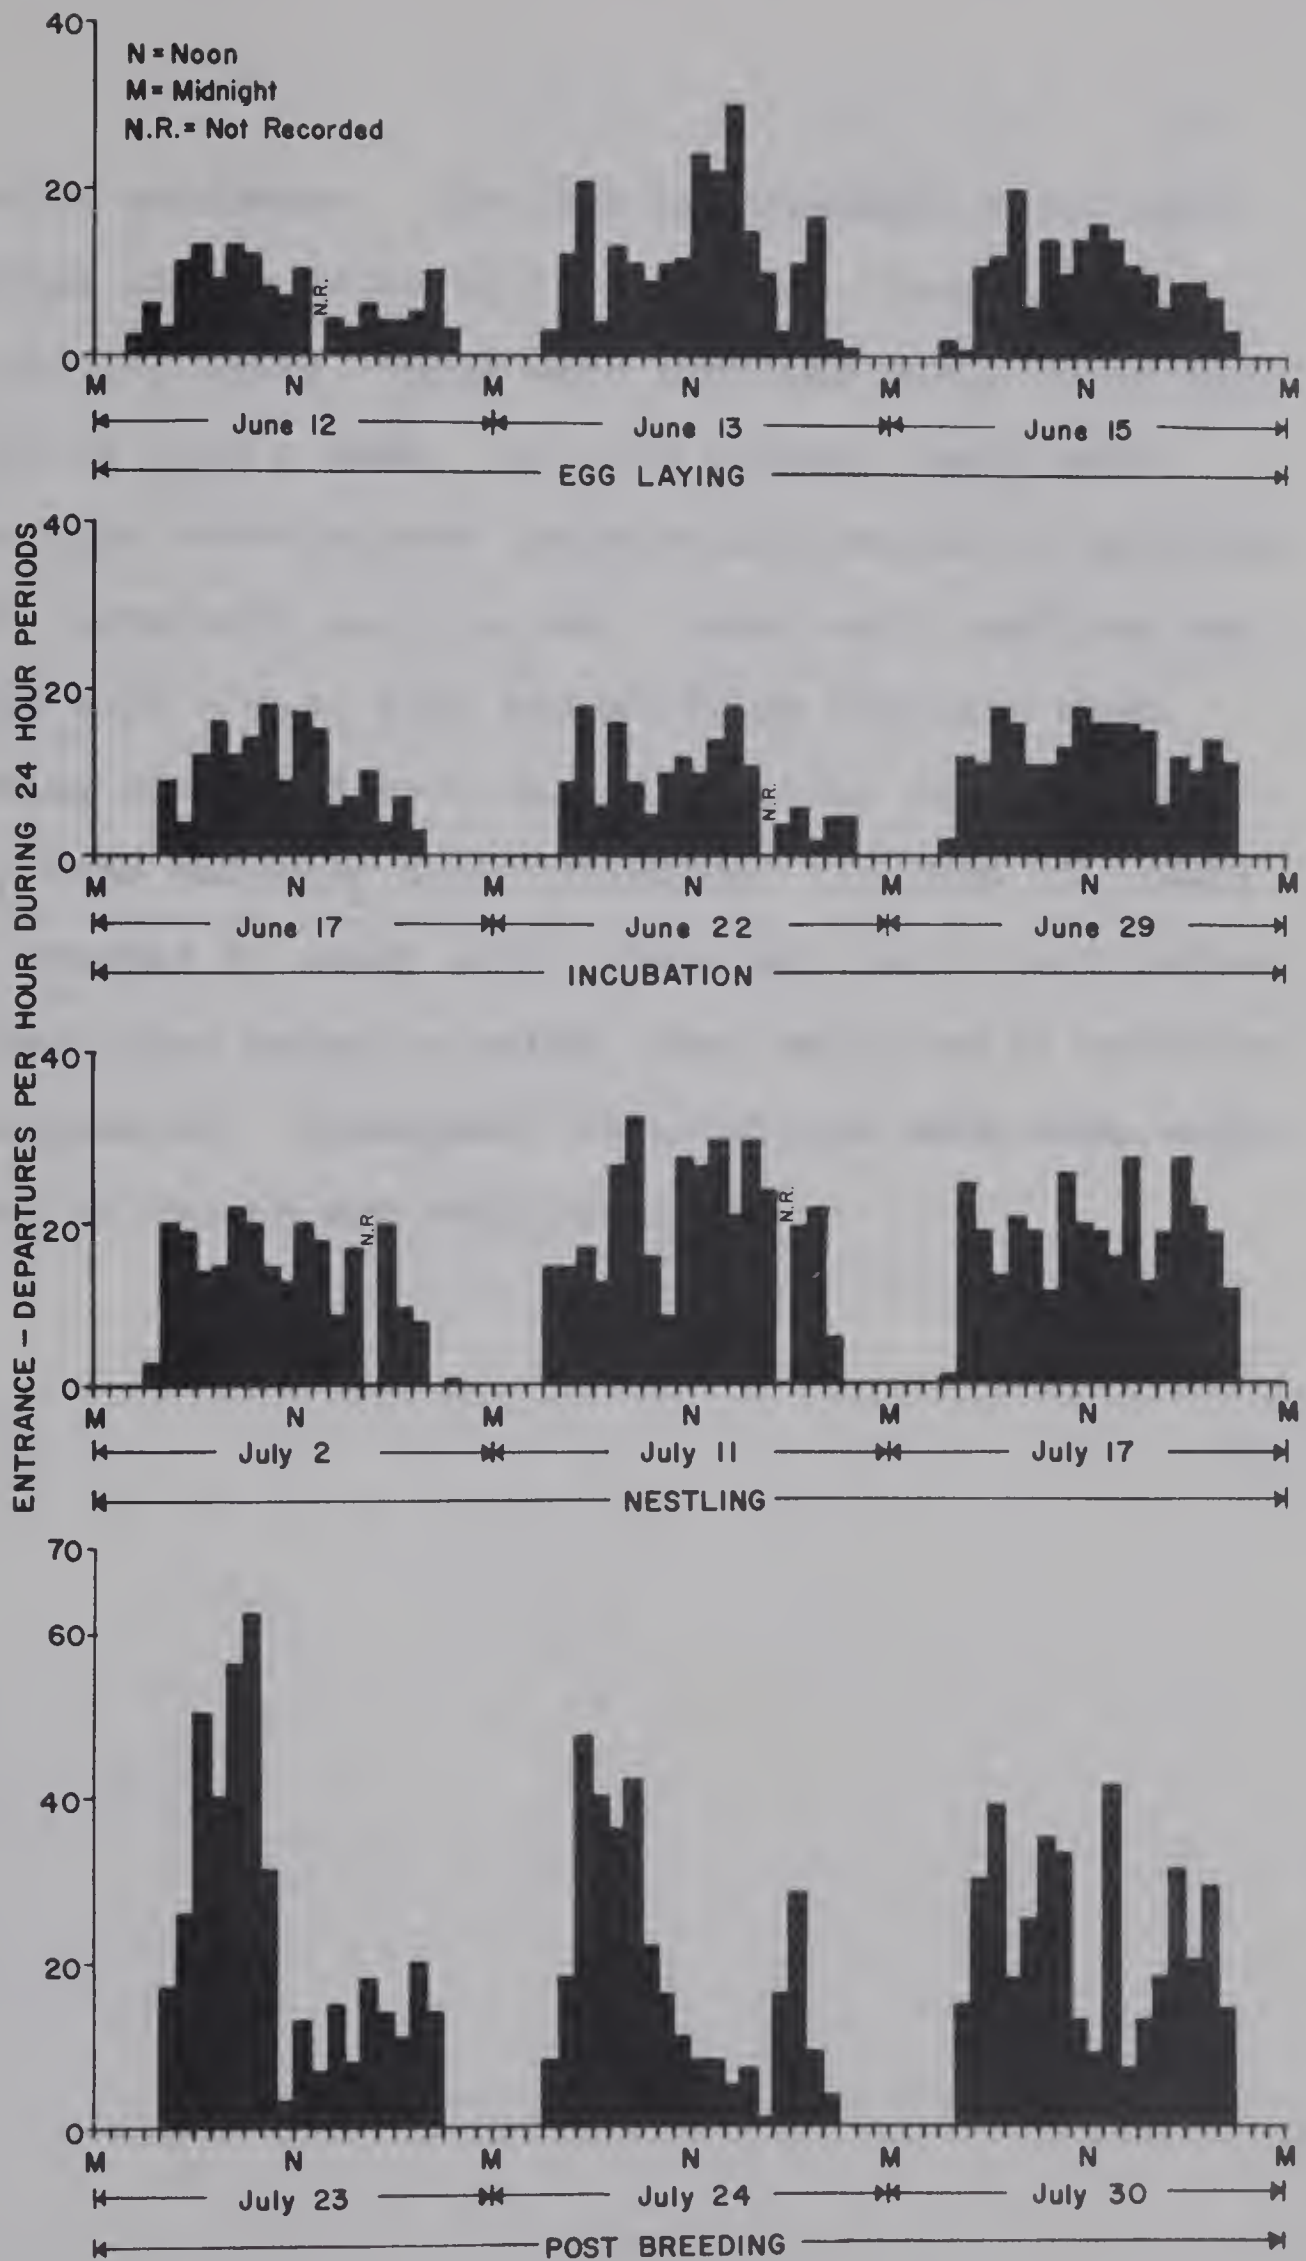 ENTRANCE – DEPARTURES PER HOUR DURING 24 HOUR PERIODS
40
N = Noon
M = Midnight
N.R. = Not Recorded
20
N.R.
0
M N M N M N M
June 12 June 13 June 15
EGG LAYING
40
20
N.R.
0
M N M N M N M
June 17 June 22 June 29
INCUBATION
40
20 N.R N.R.
0
M N M N M N M
July 2 July 11 July 17
NESTLING
70
60
40
20
0
M N M N M N M
July 23 July 24 July 30
POST BREEDING